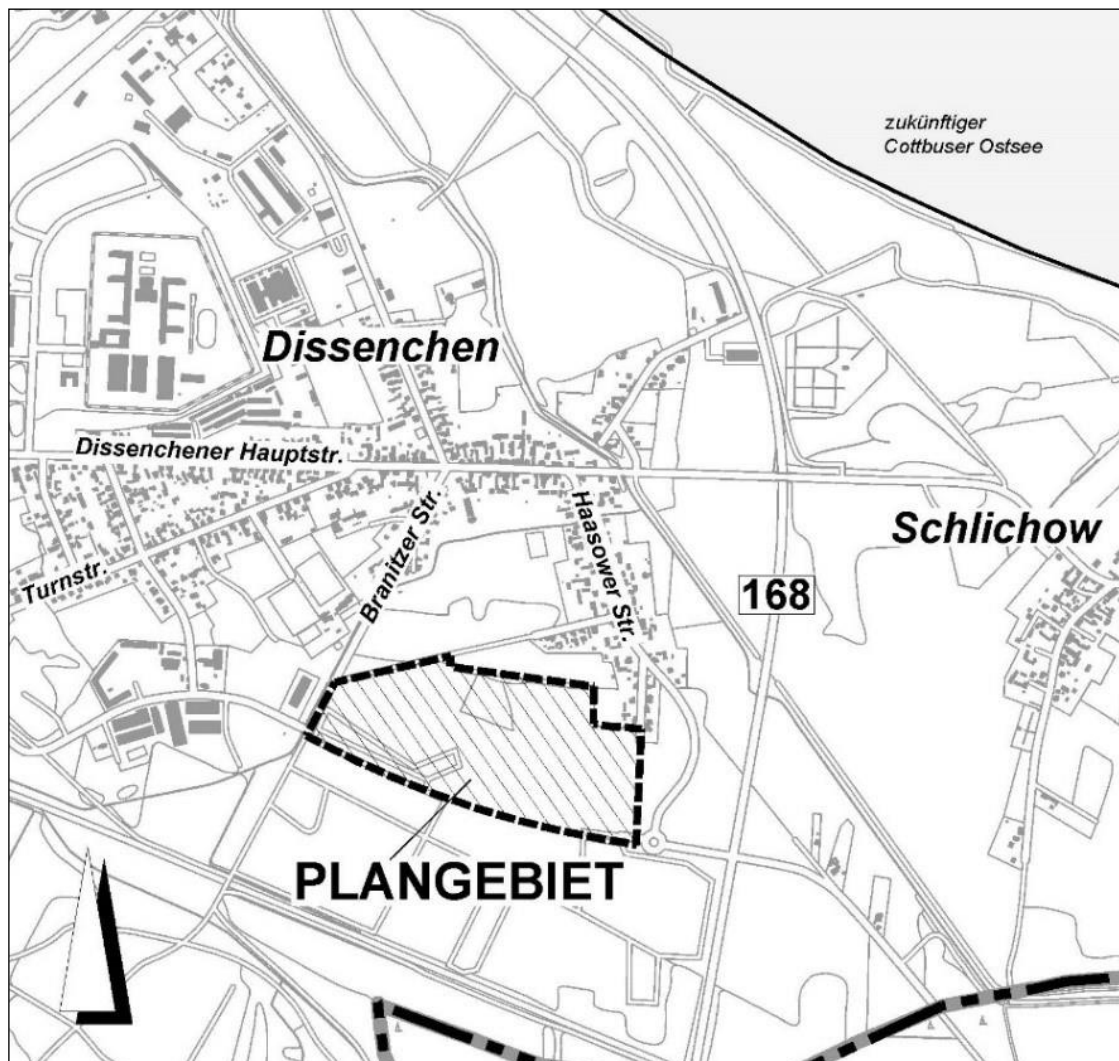 zukünftiger
Cottbuser Ostsee
Dissenchen
Dissenchener Hauptstr.
Schlichow
Haasower Str.
Branitzer Str.
Turnstr.
168
PLANGEBIET